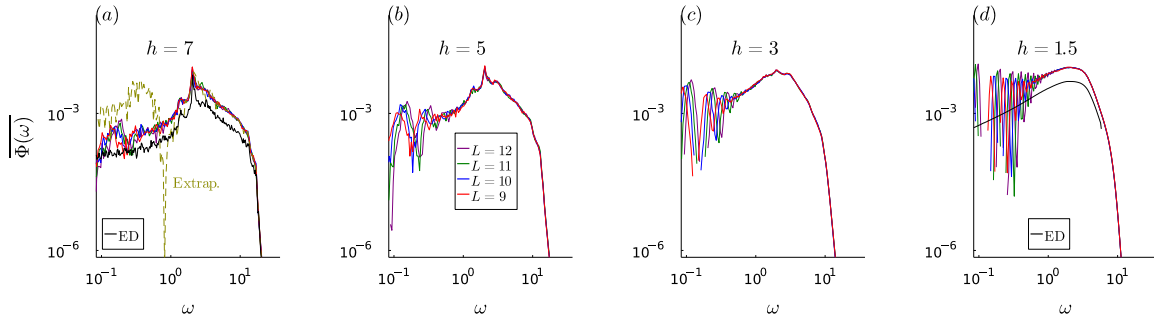 (a)
h = 7
10^{-3}
10^{-6}
\overline{Φ(ω)}
Extrap.
ED
10^{-1}
10^{0}
10^{1}
ω
(b)
h = 5
L = 12
L = 11
L = 10
L = 9
10^{-3}
10^{-6}
10^{-1}
10^{0}
10^{1}
ω
(c)
h = 3
10^{-3}
10^{-6}
10^{-1}
10^{0}
10^{1}
ω
(d)
h = 1.5
10^{-3}
10^{-6}
ED
10^{-1}
10^{0}
10^{1}
ω